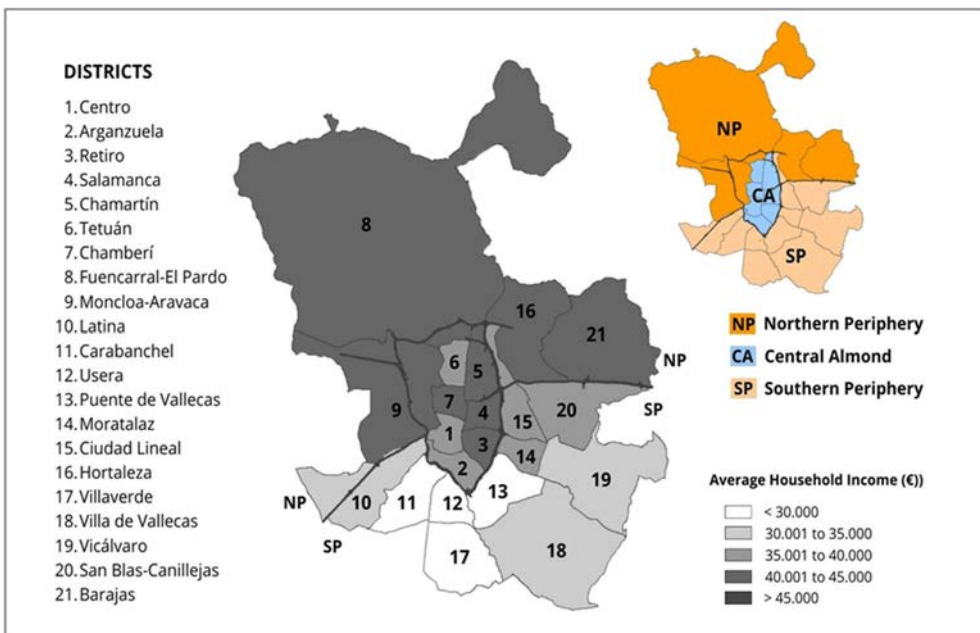 DISTRICTS
1.Centro
2.Arganzuela
3.Retiro
4.Salamanca
5.Chamartín
6.Tetuán
7.Chamberí
8.Fuencarral-El Pardo
9.Moncloa-Aravaca
10.Latina
11.Carabanchel
12.Usera
13.Puente de Vallecas
14.Moratalaz
15.Ciudad Lineal
16.Hortaleza
17.Villaverde
18.Villa de Vallecas
19.Vicálvaro
20.San Blas-Canillejas
21.Barajas
8
16
21
6
5
NP
9
7
4
20
SP
1
15
3
14
2
19
NP
10
11
12
13
SP
17
18
NP
CA
SP
NP Northern Periphery
CA Central Almond
SP Southern Periphery
Average Household Income (€))
< 30.000
30.001 to 35.000
35.001 to 40.000
40.001 to 45.000
> 45.000